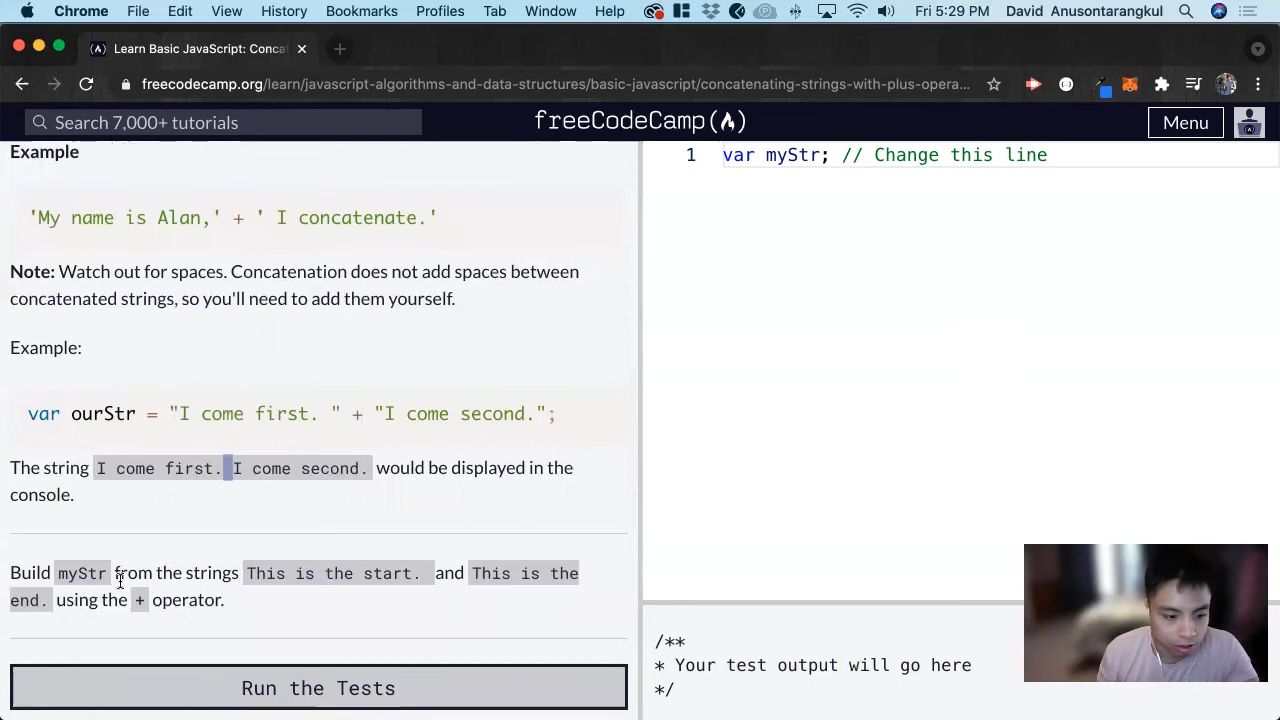 Chrome File Edit View History Bookmarks Profiles Tab Window Help Fri 5:29 PM David Anusontarangkul
Learn Basic JavaScript: Conca
freecodecamp.org/learn/javascript-algorithms-and-data-structures/basic-javascript/concatenating-strings-with-plus-opera...
Search 7,000+ tutorials
freeCodeCamp
Menu
Example
'My name is Alan,' + ' I concatenate.'
Note: Watch out for spaces. Concatenation does not add spaces between
concatenated strings, so you'll need to add them yourself.
Example:
var ourStr = "I come first. " + "I come second.";
The string I come first. I come second. would be displayed in the
console.
Build myStr from the strings This is the start. and This is the
end. using the + operator.
Run the Tests
1 var myStr; // Change this line
/**
* Your test output will go here
*/